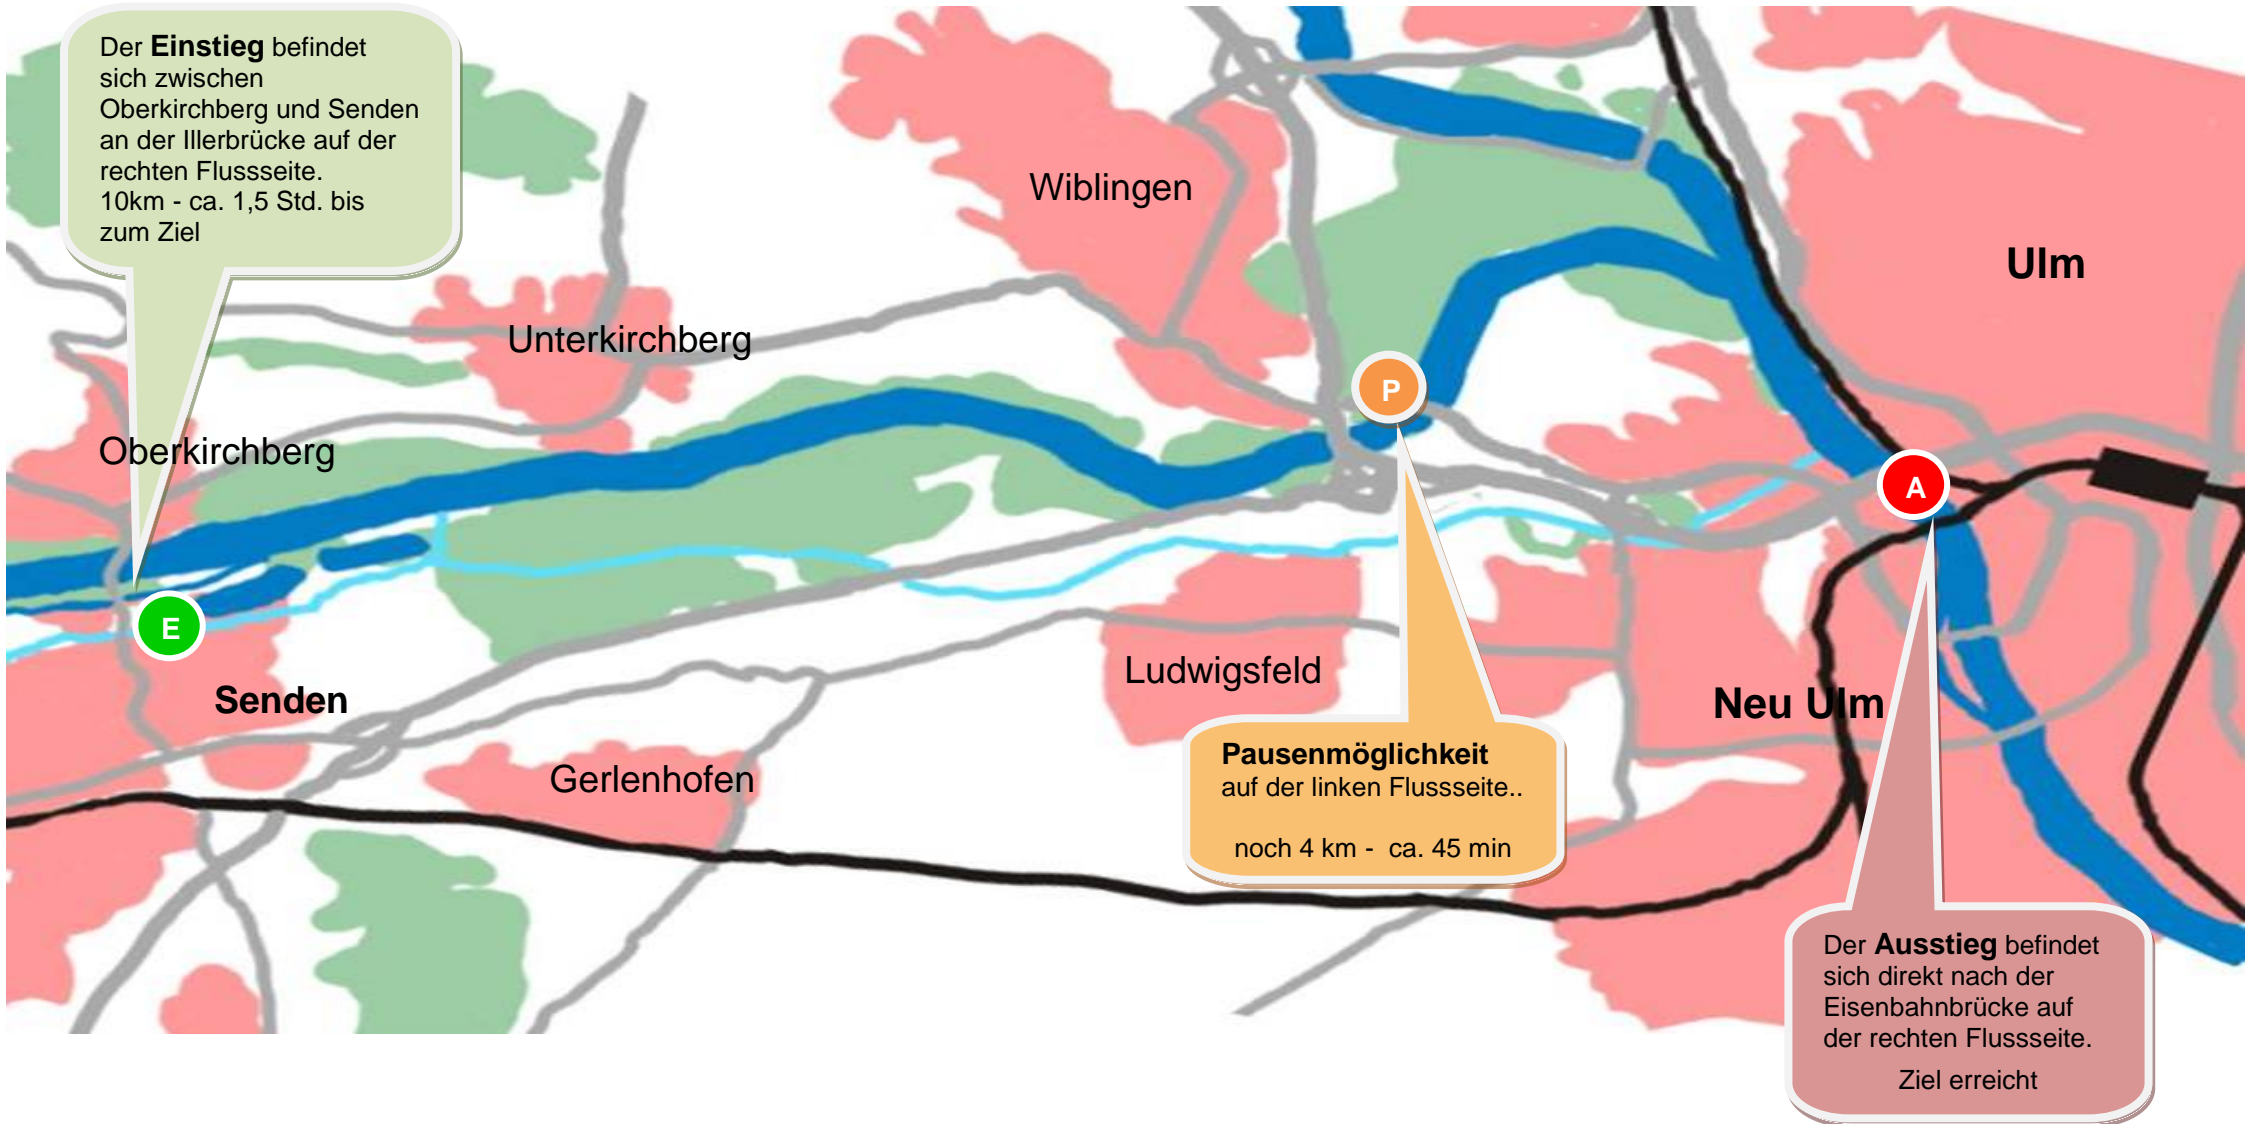 Der Einstieg befindet
sich zwischen
Oberkirchberg und Senden
an der Illerbrücke auf der
rechten Flussseite.
10km - ca. 1,5 Std. bis
zum Ziel
Wiblingen
Ulm
Unterkirchberg
P
Oberkirchberg
A
E
Ludwigsfeld
Senden
Neu Ulm
Gerlenhofen
Pausenmöglichkeit
auf der linken Flussseite..
noch 4 km - ca. 45 min
Der Ausstieg befindet
sich direkt nach der
Eisenbahnbrücke auf
der rechten Flussseite.
Ziel erreicht